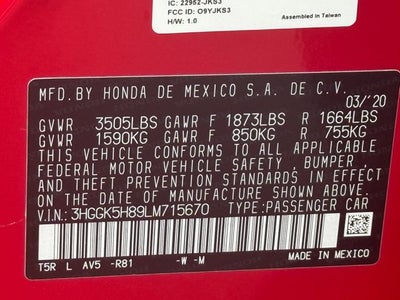 IC: 22952-JKS3
FCC ID: O9YJKS3
H/W: 1.0
Assembled in Taiwan
MFD.BY HONDA DE MEXICO S.A. DE C.V.
03/'20
GVWR 3505LBS GAWR F 1873LBS R 1664LBS
GVWR 1590KG GAWR F 850KG R 755KG
THIS VEHICLE CONFORMS TO ALL APPLICABLE
FEDERAL MOTOR VEHICLE SAFETY, BUMPER,
AND THEFT PREVENTION STANDARDS IN EFFECT
ON THE DATE OF MANUFACTURE SHOWN ABOVE.
V.I.N.: 3HGGK5H89LM715670 TYPE:PASSENGER CAR
T5R L AV5 -R81 -W -M